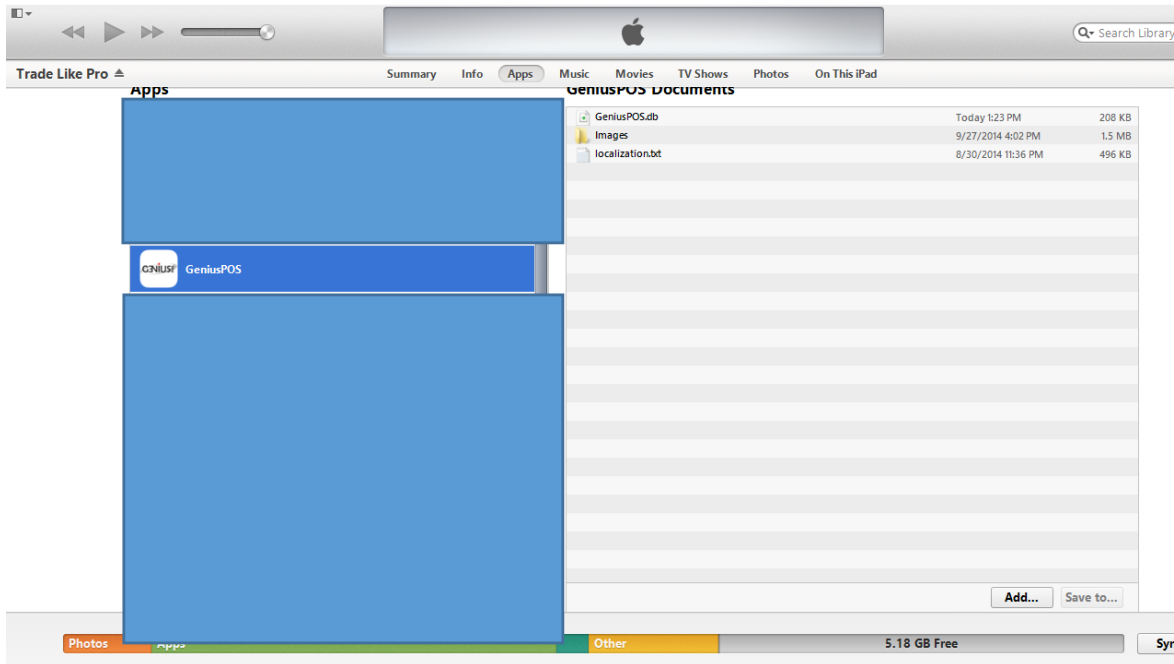 Search Library
Trade Like Pro
Summary Info Apps Music Movies TV Shows Photos On This iPad
Apps
GeniusPOS Documents
GeniusPOS.db Today 1:23 PM 208 KB
Images 9/27/2014 4:02 PM 1.5 MB
localization.txt 8/30/2014 11:36 PM 496 KB
GeniusPOS
Add... Save to...
Photos Apps Other 5.18 GB Free